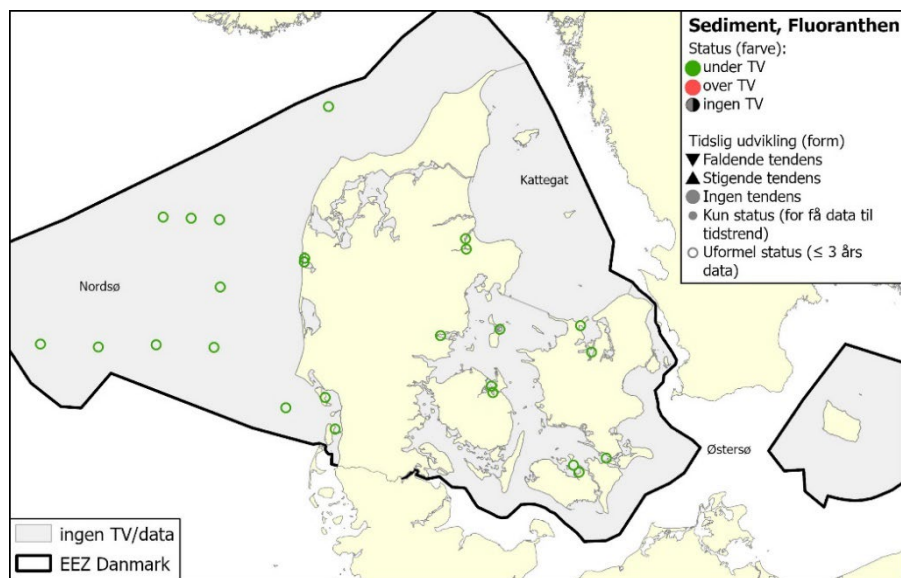 Sediment, Fluoranthen
Status (farve):
under TV
over TV
ingen TV
Tidslig udvikling (form)
Faldende tendens
Stigende tendens
Ingen tendens
Kun status (for få data til
tidstrend)
Uformel status (≤ 3 års
data)
Kattegat
Nordsø
Østersø
ingen TV/data
EEZ Danmark